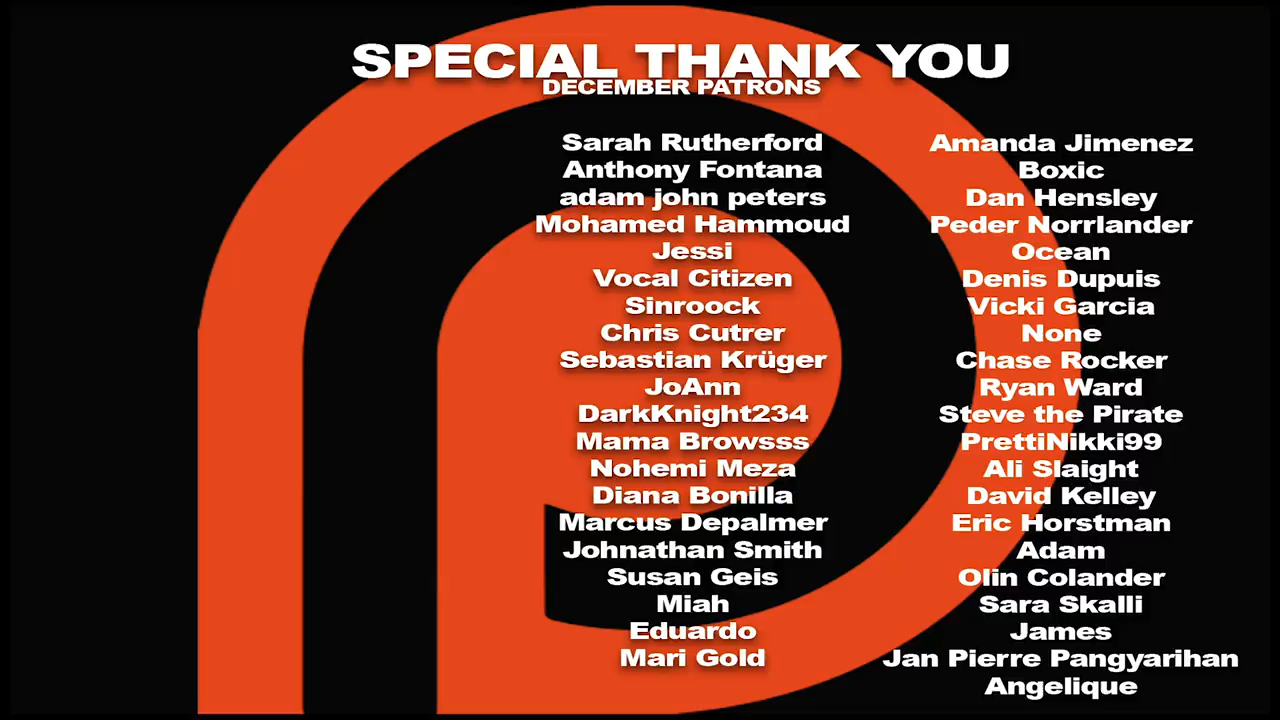 SPECIAL THANK YOU
DECEMBER PATRONS
Sarah Rutherford
Anthony Fontana
adam john peters
Mohamed Hammoud
Jessi
Vocal Citizen
Sinroock
Chris Cutrer
Sebastian Krüger
JoAnn
DarkKnight234
Mama Browsss
Nohemi Meza
Diana Bonilla
Marcus Depalmer
Johnathan Smith
Susan Geis
Miah
Eduardo
Mari Gold
Amanda Jimenez
Boxic
Dan Hensley
Peder Norrlander
Ocean
Denis Dupuis
Vicki Garcia
None
Chase Rocker
Ryan Ward
Steve the Pirate
PrettiNikki99
Ali Slaight
David Kelley
Eric Horstman
Adam
Olin Colander
Sara Skalli
James
Jan Pierre Pangyarihan
Angelique